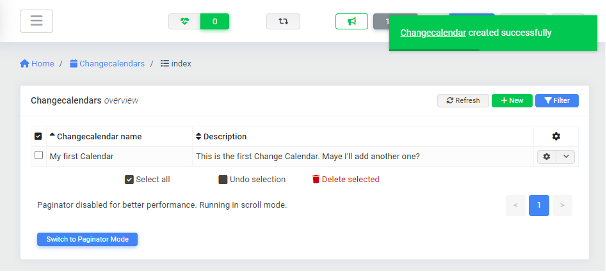 0
1
Changecalendar created successfully
Home / Changecalendars / index
Changecalendars overview
Refresh
New
Filter
Changecalendar name
Description
My first Calendar
This is the first Change Calendar. Maye I'll add another one?
Select all
Undo selection
Delete selected
Paginator disabled for better performance. Running in scroll mode.
< 1 >
Switch to Paginator Mode